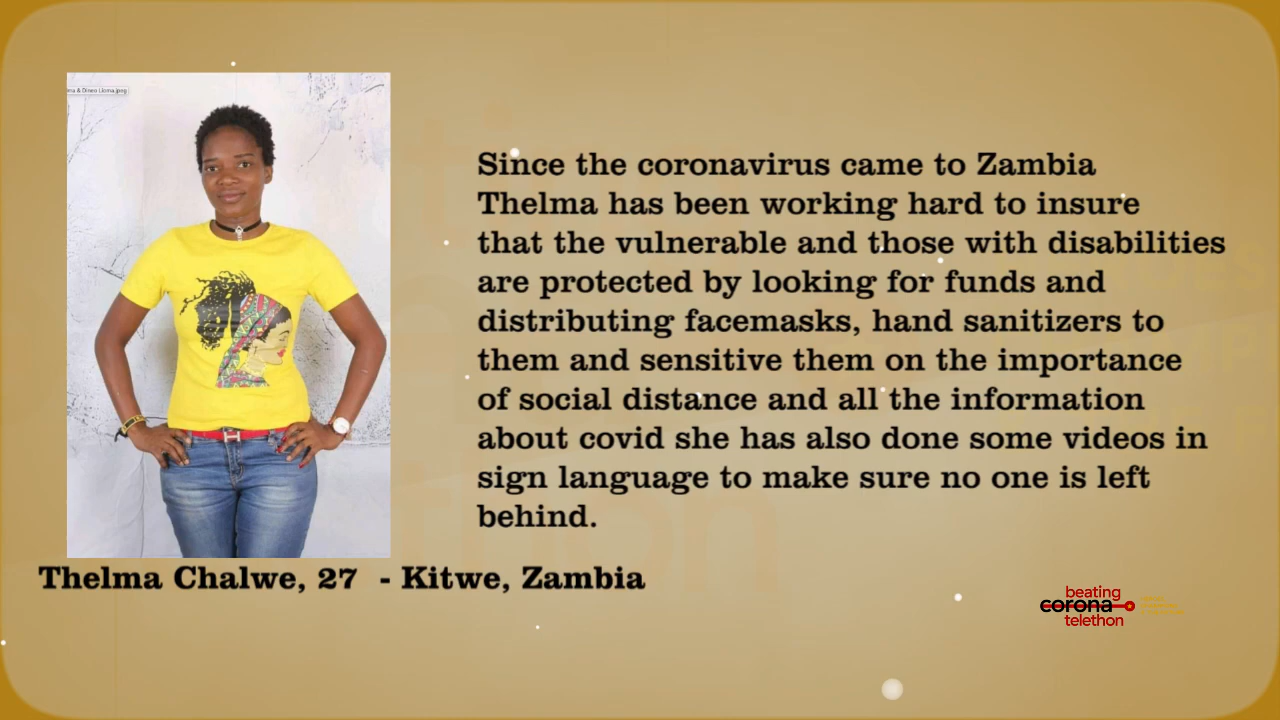 Since the coronavirus came to Zambia
Thelma has been working hard to insure
that the vulnerable and those with disabilities
are protected by looking for funds and
distributing facemasks, hand sanitizers to
them and sensitive them on the importance
of social distance and all the information
about covid she has also done some videos in
sign language to make sure no one is left
behind.
Thelma Chalwe, 27 - Kitwe, Zambia
beating
corona
telethon